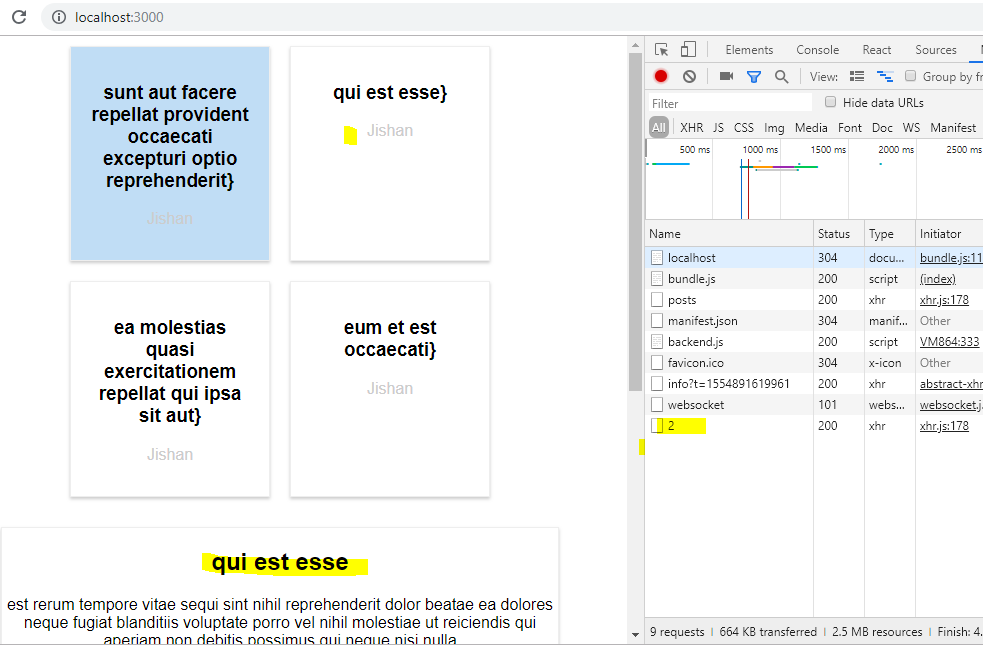 localhost:3000
sunt aut facere
repellat provident
occaecati
excepturi optio
reprehenderit}
Jishan
qui est esse}
Jishan
ea molestias
quasi
exercitationem
repellat qui ipsa
sit aut}
Jishan
eum et est
occaecati}
Jishan
qui est esse
est rerum tempore vitae sequi sint nihil reprehenderit dolor beatae ea dolores
neque fugiat blanditiis voluptate porro vel nihil molestiae ut reiciendis qui
aperiam non debitis possimus qui neque nisi nulla
Elements Console React Sources
View: Group by fr
Filter Hide data URLs
All XHR JS CSS Img Media Font Doc WS Manifest
500 ms 1000 ms 1500 ms 2000 ms 2500 ms
Name Status Type Initiator
localhost 304 docu... bundle.js:11
bundle.js 200 script (index)
posts 200 xhr xhr.js:178
manifest.json 304 manif... Other
backend.js 200 script VM864:333
favicon.ico 304 x-icon Other
info?t=1554891619961 200 xhr abstract-xhr
websocket 101 webs... websocket.j
2 200 xhr xhr.js:178
9 requests 664 KB transferred 2.5 MB resources Finish: 4.